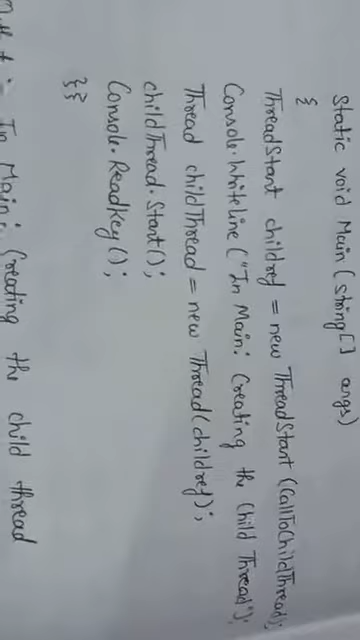 static void Main(string[] args)
{
ThreadStart childref = new ThreadStart(CallToChildThread);
Console.WriteLine("In Main: Creating the Child Thread");
Thread childThread = new Thread(childref);
childThread.Start();
Console.ReadKey();
}}
In Main: Creating the child thread